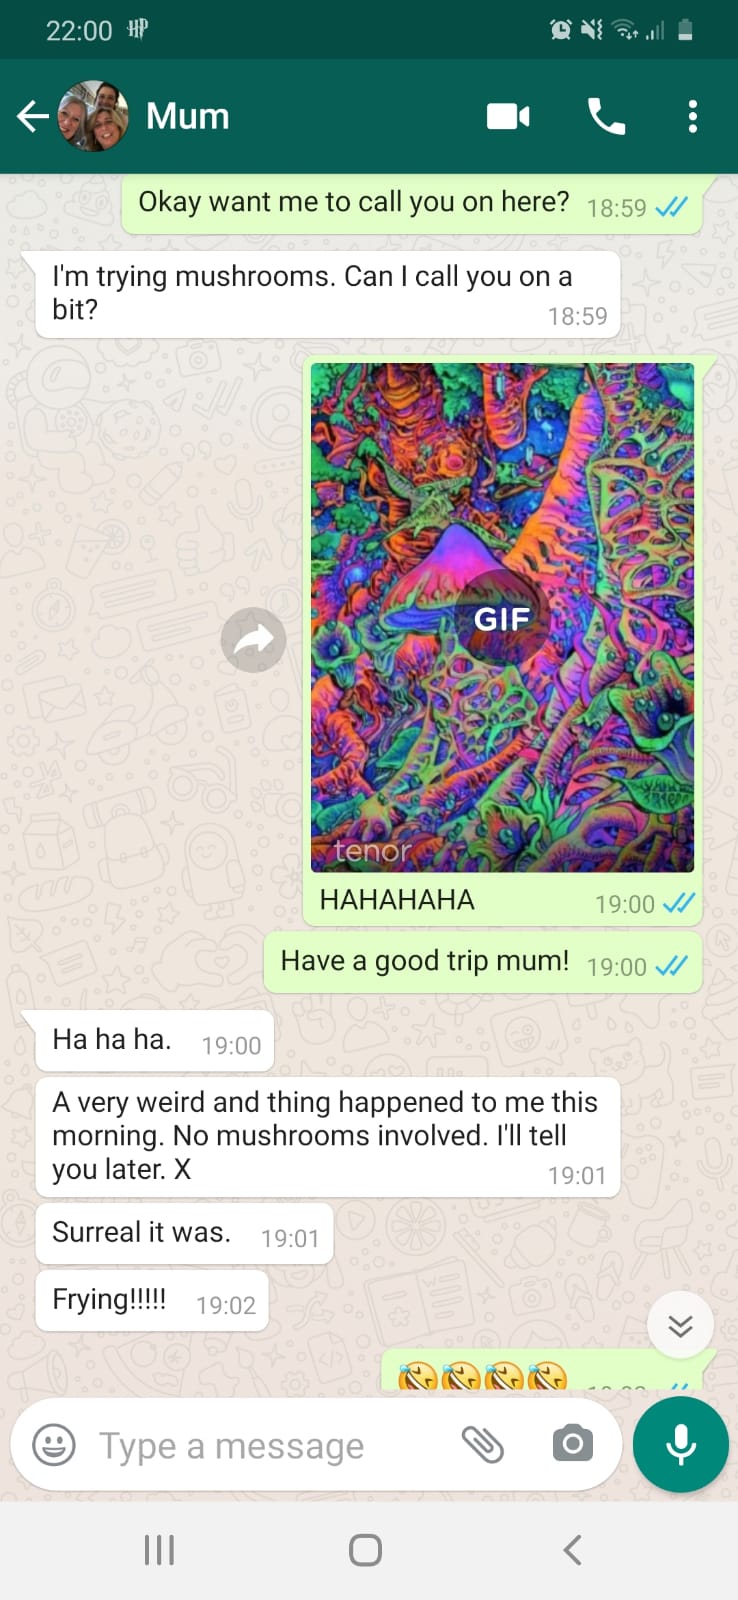 22:00
Mum
Okay want me to call you on here? 18:59
I'm trying mushrooms. Can I call you on a
bit?
18:59
GIF
tenor
HAHAHAHA 19:00
Have a good trip mum! 19:00
Ha ha ha. 19:00
A very weird and thing happened to me this
morning. No mushrooms involved. I'll tell
you later. X
19:01
Surreal it was. 19:01
Frying!!!!! 19:02
🤣🤣🤣🤣
Type a message